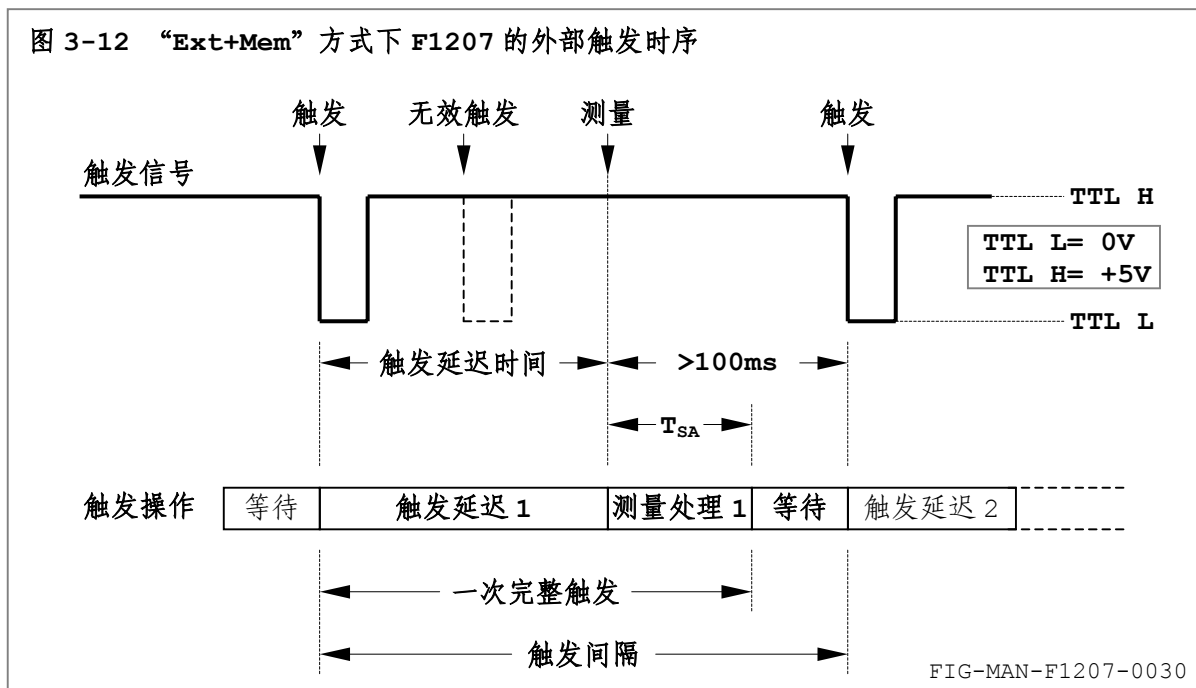 图 3-12 “Ext+Mem”方式下 F1207 的外部触发时序
触发 无效触发 测量 触发
触发信号
TTL H
TTL L= 0V
TTL H= +5V
TTL L
触发延迟时间 >100ms
TSA
触发操作 等待 触发延迟 1 测量处理 1 等待 触发延迟 2
一次完整触发
触发间隔
FIG-MAN-F1207-0030